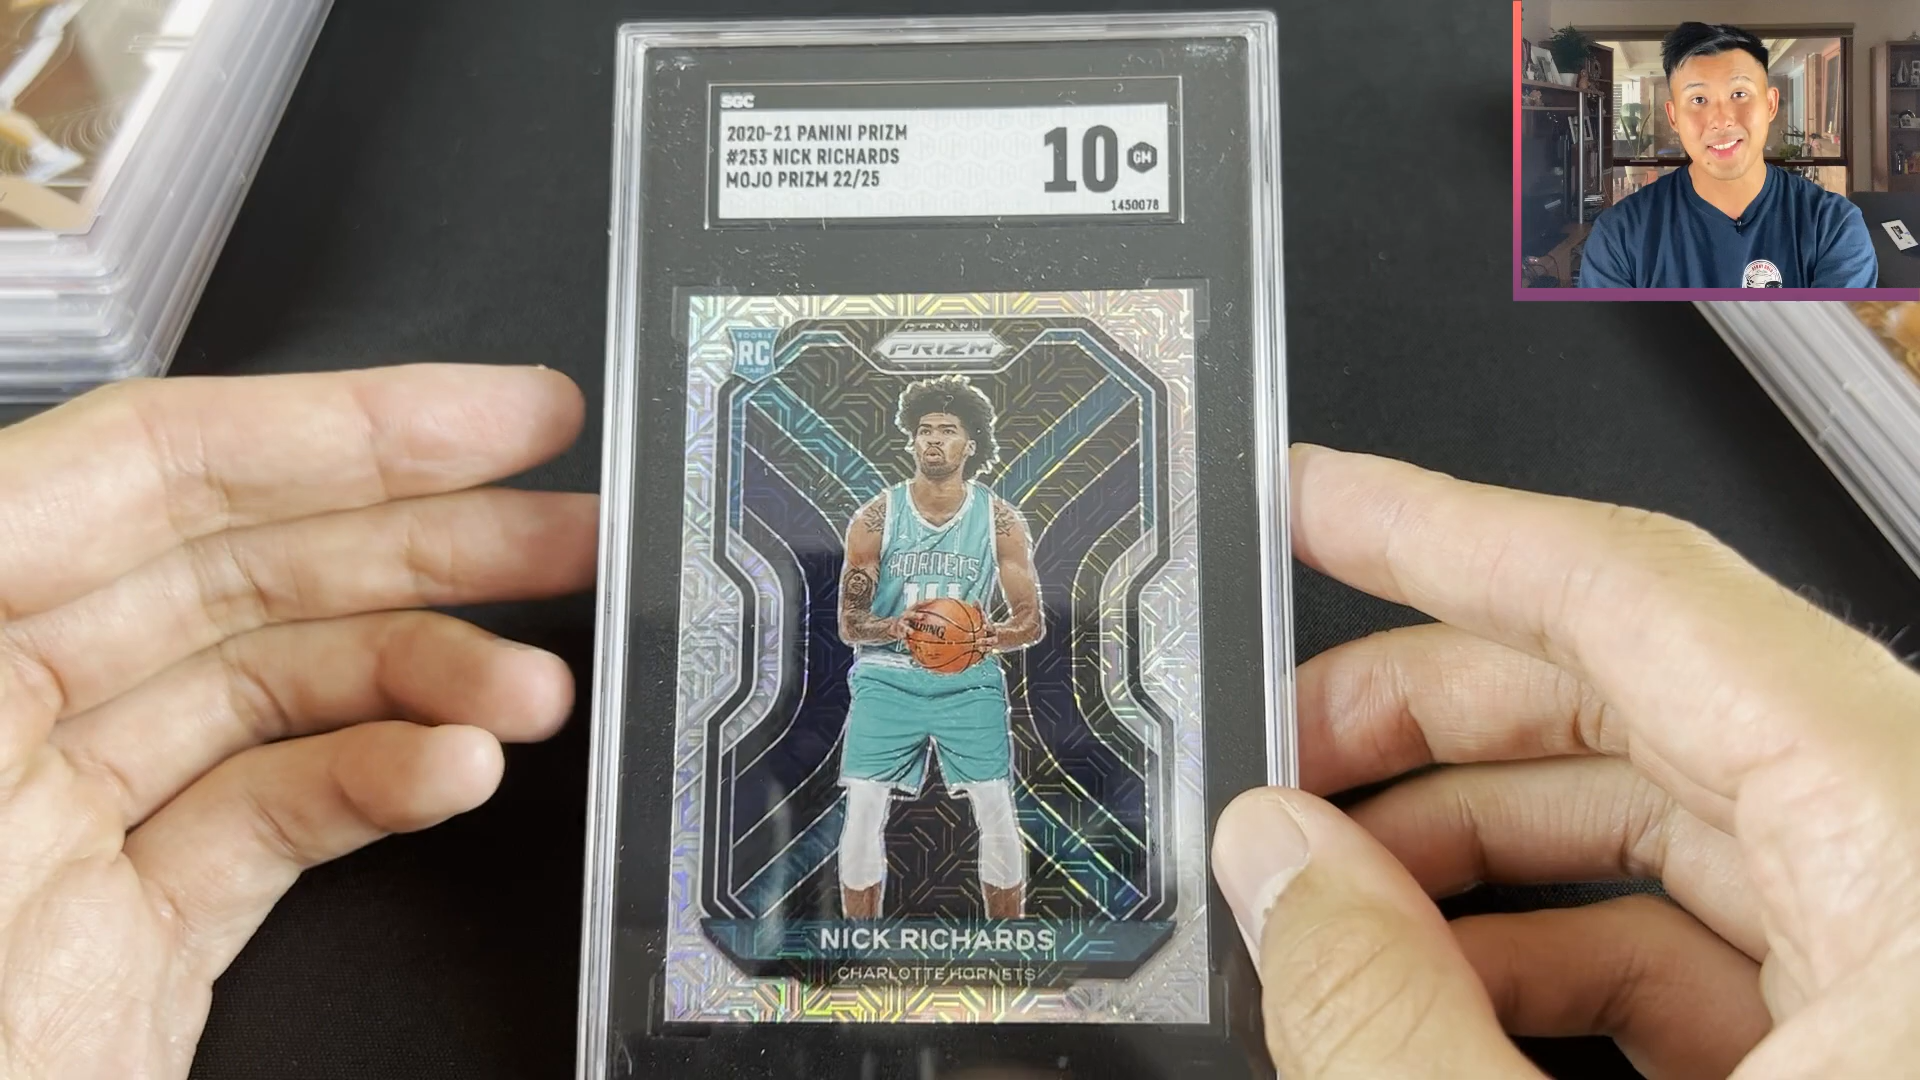 SGC
2020-21 PANINI PRIZM
#253 NICK RICHARDS
MOJO PRIZM 22/25
10
GM
1450078
ROOKIE
RC
CARD
PANINI
PRIZM
HORNETS
SPALDING
NICK RICHARDS
CHARLOTTE HORNETS